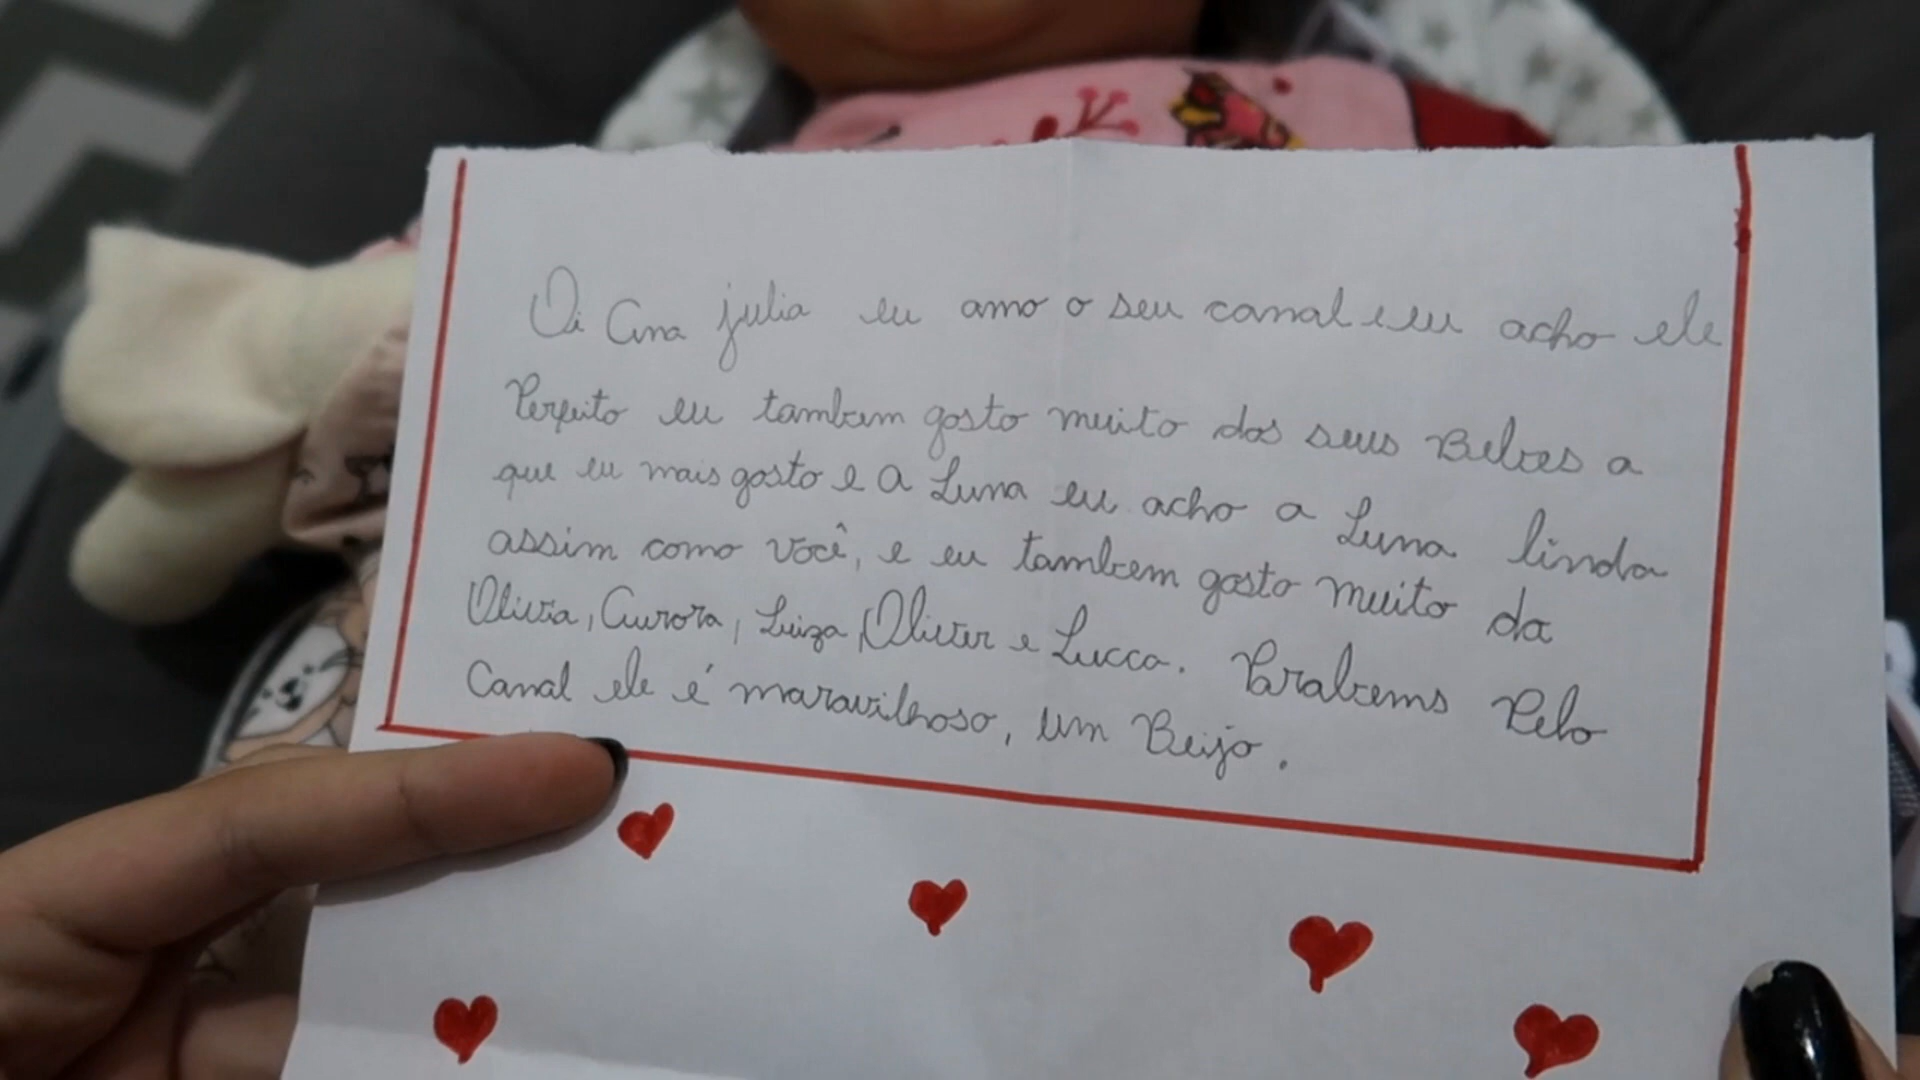 Oi Ana julia eu amo o seu canal e eu acho ele
Perfeito eu tambem gosto muito dos seus Bebes a
que eu mais gosto e a Luna eu acho a Luna linda
assim como você, e eu tambem gosto muito da
Olivia, Aurora, Luiza, Oliver e Lucca. Parabems Pelo
Canal ele é maravilhoso, um Beijo.